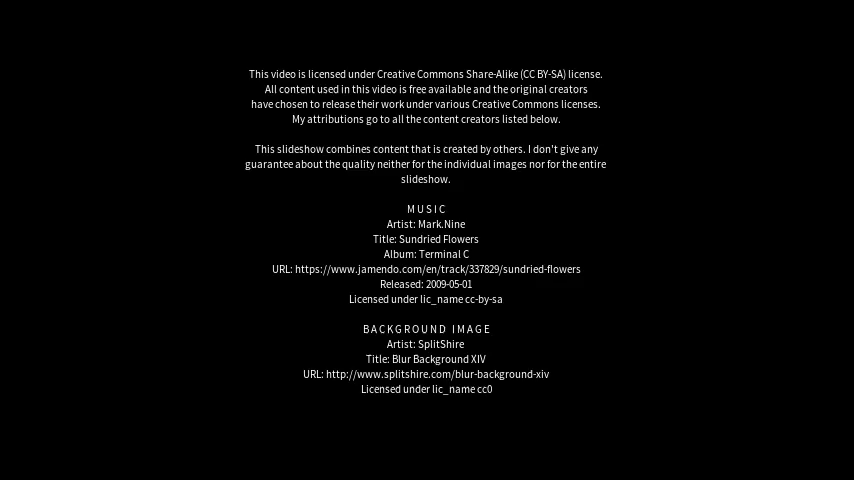 This video is licensed under Creative Commons Share-Alike (CC BY-SA) license.
All content used in this video is free available and the original creators
have chosen to release their work under various Creative Commons licenses.
My attributions go to all the content creators listed below.
This slideshow combines content that is created by others. I don't give any
guarantee about the quality neither for the individual images nor for the entire
slideshow.
MUSIC
Artist: Mark.Nine
Title: Sundried Flowers
Album: Terminal C
URL: https://www.jamendo.com/en/track/337829/sundried-flowers
Released: 2009-05-01
Licensed under lic_name cc-by-sa
BACKGROUND IMAGE
Artist: SplitShire
Title: Blur Background XIV
URL: http://www.splitshire.com/blur-background-xiv
Licensed under lic_name cc0